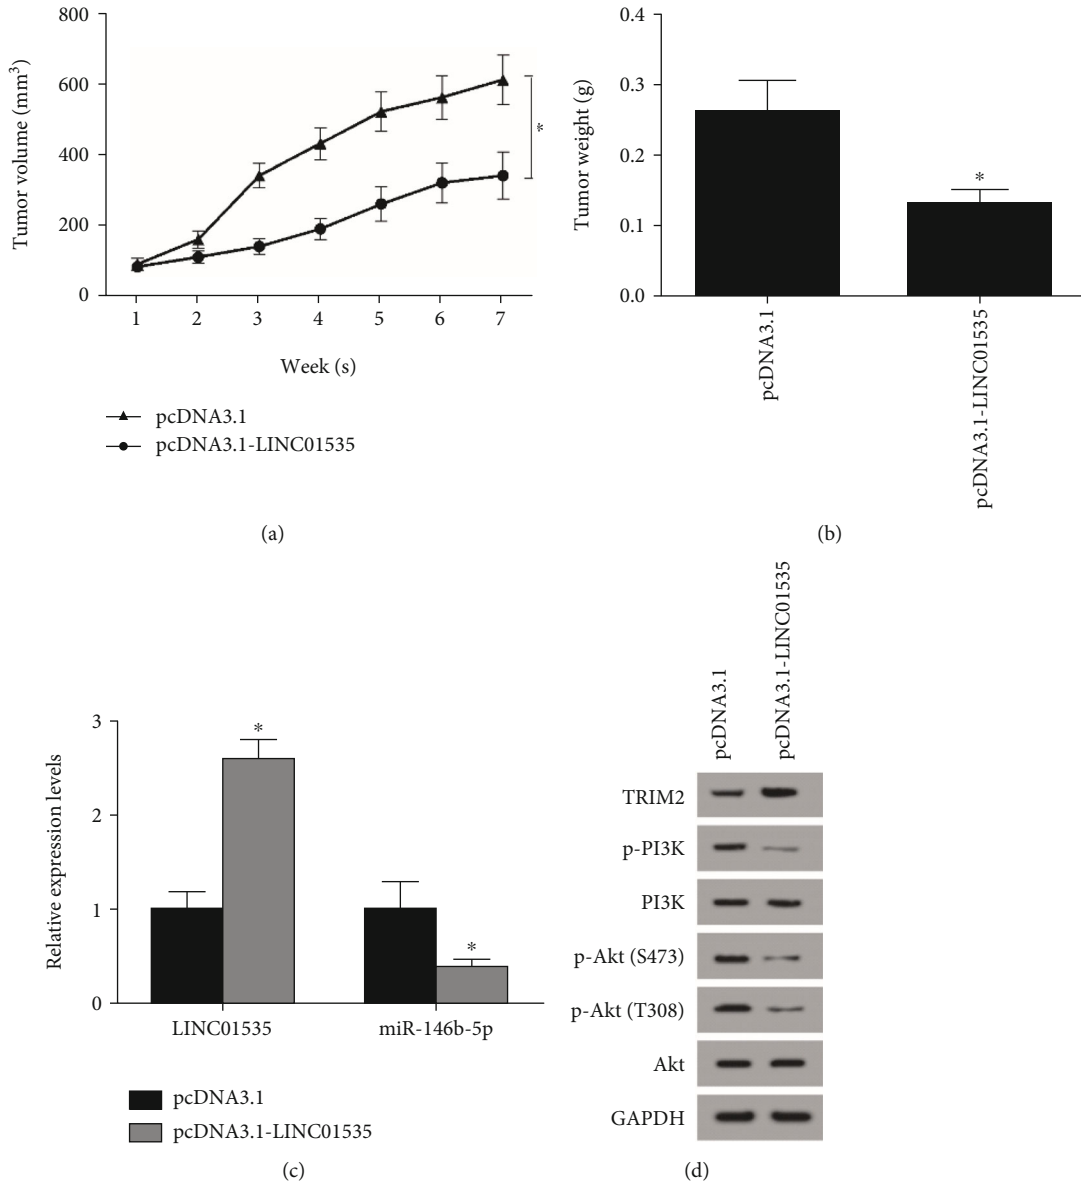 (a)
800
600
400
200
0
Tumor volume (mm³)
*
1 2 3 4 5 6 7
Week (s)
pcDNA3.1
pcDNA3.1-LINC01535
(a)
0.4
0.3
0.2
0.1
0.0
Tumor weight (g)
*
pcDNA3.1
pcDNA3.1-LINC01535
(b)
3
2
1
0
Relative expression levels
*
*
LINC01535 miR-146b-5p
pcDNA3.1
pcDNA3.1-LINC01535
(c)
pcDNA3.1
pcDNA3.1-LINC01535
TRIM2
p-PI3K
PI3K
p-Akt (S473)
p-Akt (T308)
Akt
GAPDH
(d)